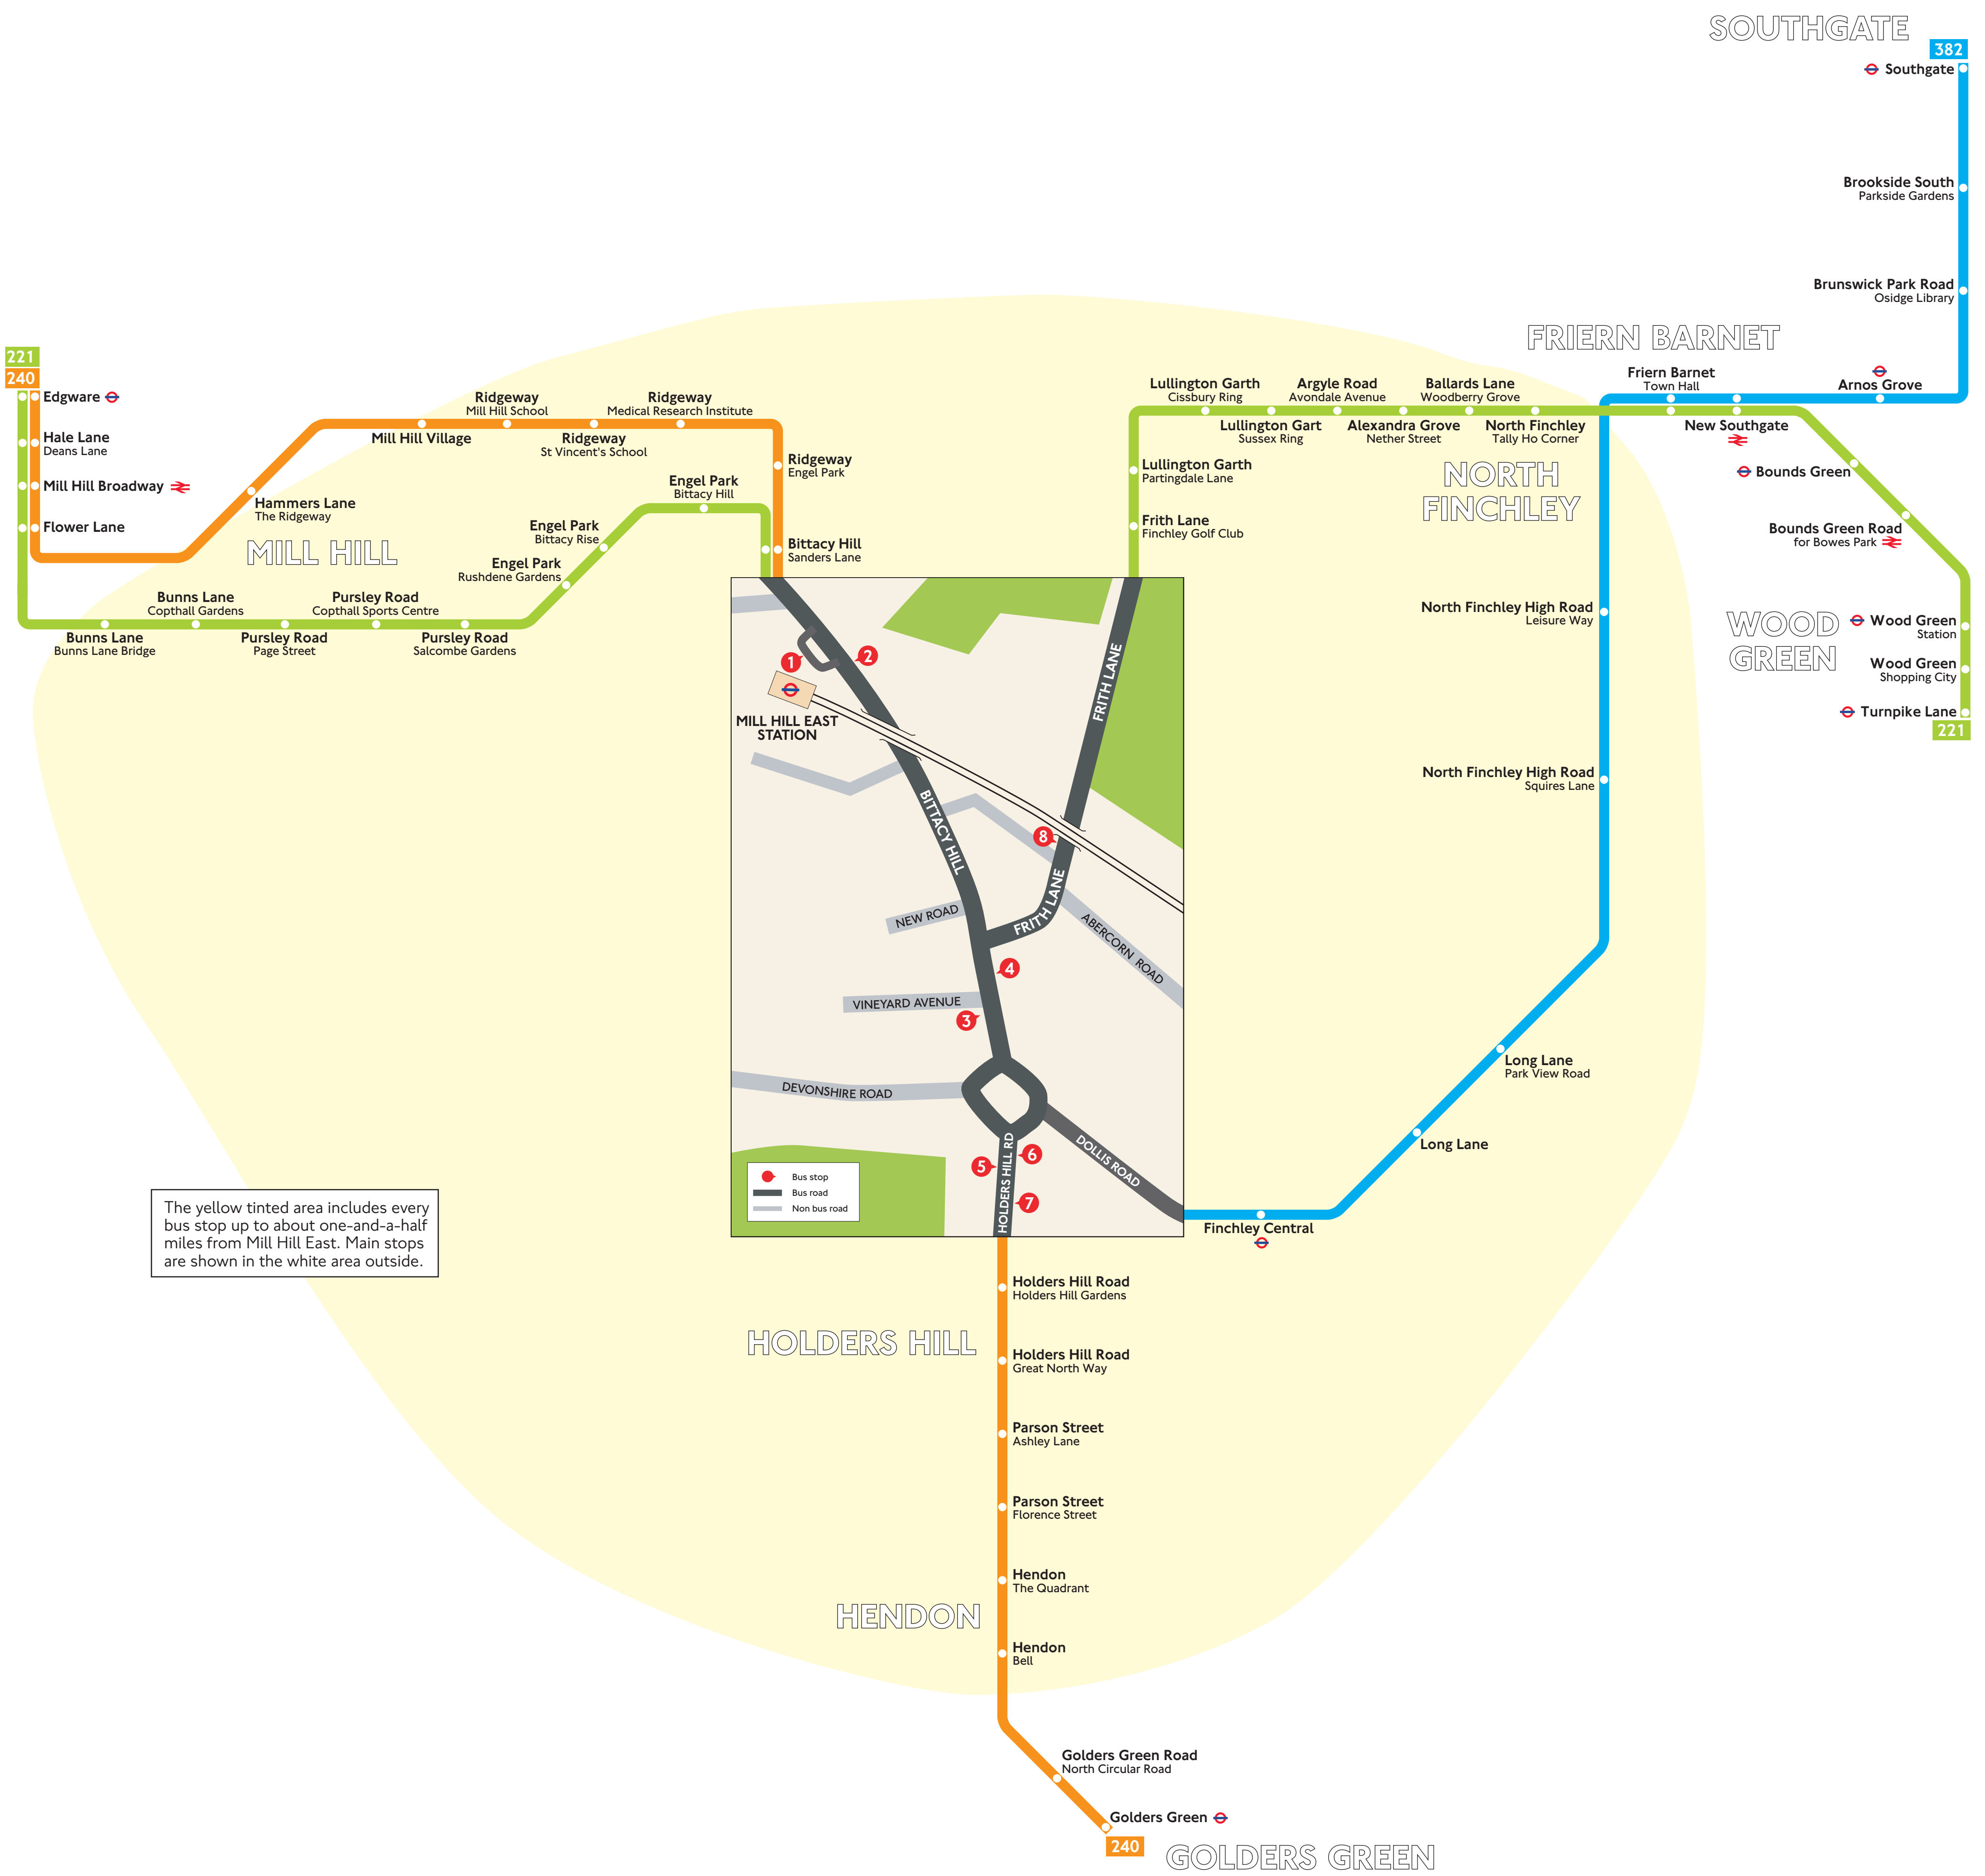 SOUTHGATE
382
Southgate
Brookside South
Parkside Gardens
Brunswick Park Road
Osidge Library
FRIERN BARNET
Friern Barnet
Town Hall
Arnos Grove
New Southgate
Bounds Green
Bounds Green Road
for Bowes Park
WOOD
GREEN
Wood Green
Station
Wood Green
Shopping City
Turnpike Lane
221
221
240
Edgware
Hale Lane
Deans Lane
Mill Hill Broadway
Flower Lane
Hammers Lane
The Ridgeway
MILL HILL
Mill Hill Village
Ridgeway
Mill Hill School
Ridgeway
St Vincent's School
Ridgeway
Medical Research Institute
Ridgeway
Engel Park
Bittacy Hill
Sanders Lane
Bunns Lane
Bunns Lane Bridge
Bunns Lane
Copthall Gardens
Pursley Road
Page Street
Pursley Road
Copthall Sports Centre
Pursley Road
Salcombe Gardens
Engel Park
Rushdene Gardens
Engel Park
Bittacy Rise
Engel Park
Bittacy Hill
Lullington Garth
Cissbury Ring
Lullington Gart
Sussex Ring
Argyle Road
Avondale Avenue
Alexandra Grove
Nether Street
Ballards Lane
Woodberry Grove
North Finchley
Tally Ho Corner
Lullington Garth
Partingdale Lane
Frith Lane
Finchley Golf Club
NORTH
FINCHLEY
North Finchley High Road
Leisure Way
North Finchley High Road
Squires Lane
Long Lane
Park View Road
Long Lane
Finchley Central
1
2
MILL HILL EAST
STATION
FRITH LANE
BITTACY HILL
8
FRITH LANE
NEW ROAD
ABERCORN ROAD
4
VINEYARD AVENUE
3
DEVONSHIRE ROAD
DOLLIS ROAD
HOLDERS HILL RD
6
5
7
Bus stop
Bus road
Non bus road
The yellow tinted area includes every
bus stop up to about one-and-a-half
miles from Mill Hill East. Main stops
are shown in the white area outside.
Holders Hill Road
Holders Hill Gardens
HOLDERS HILL
Holders Hill Road
Great North Way
Parson Street
Ashley Lane
Parson Street
Florence Street
Hendon
The Quadrant
HENDON
Hendon
Bell
Golders Green Road
North Circular Road
Golders Green
240
GOLDERS GREEN